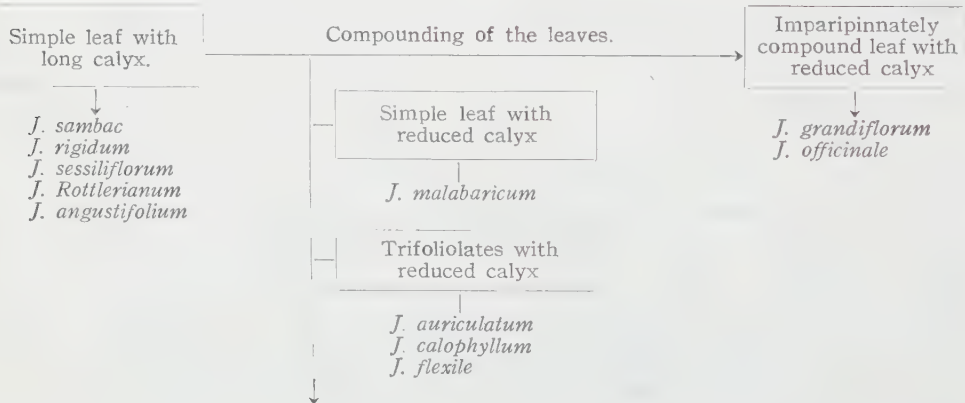 Simple leaf with
long calyx.
J. sambac
J. rigidum
J. sessiliflorum
J. Rottlerianum
J. angustifolium
Compounding of the leaves.
Simple leaf with
reduced calyx
J. malabaricum
Trifoliolates with
reduced calyx
J. auriculatum
J. calophyllum
J. flexile
Imparipinnately
compound leaf with
reduced calyx
J. grandiflorum
J. officinale